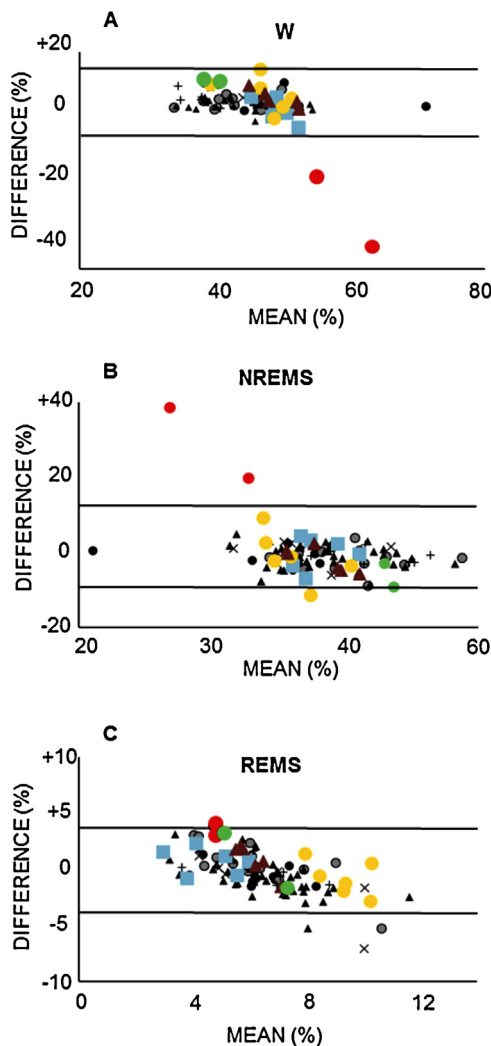 A
W
+20
0
-20
-40
DIFFERENCE (%)
20 40 60 80
MEAN (%)
B
NREMS
+40
20
0
-20
DIFFERENCE (%)
20 30 40 60
MEAN (%)
C
REMS
+10
+5
0
-5
-10
DIFFERENCE (%)
0 4 8 12
MEAN (%)